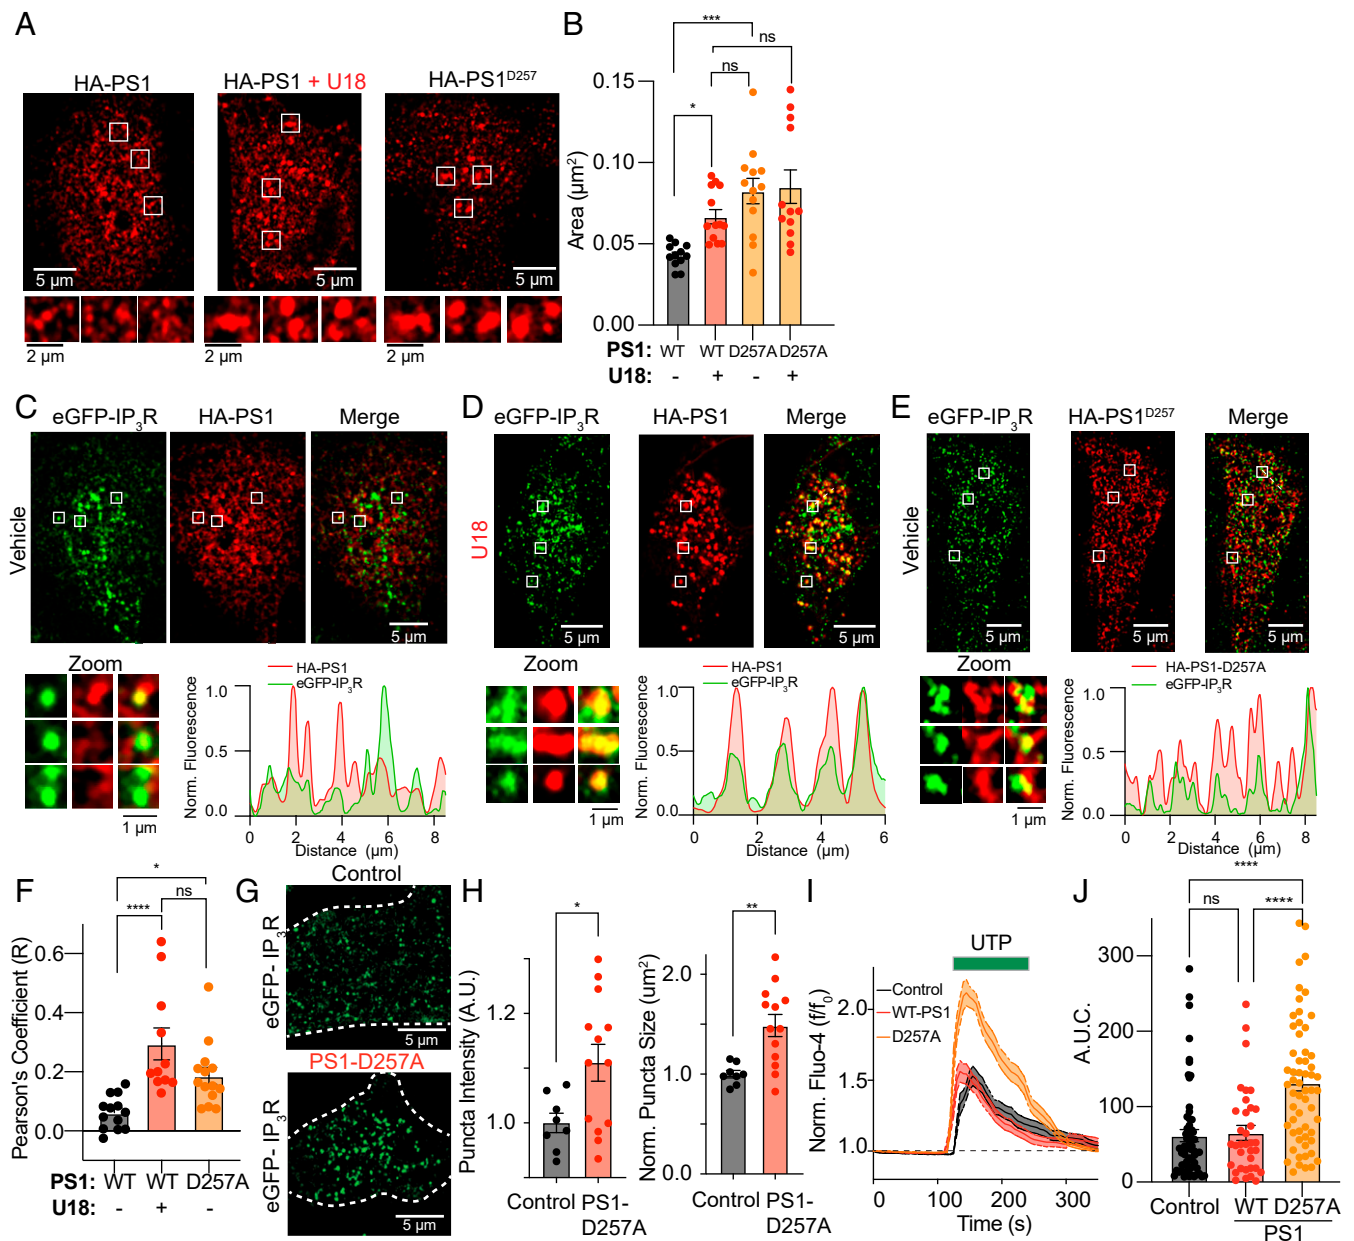 A
HA-PS1
HA-PS1 + U18
HA-PS1D257
5 µm
5 µm
5 µm
2 µm
2 µm
2 µm
B
***
ns
ns
*
Area (µm2)
0.15
0.10
0.05
0.00
PS1: WT WT D257A D257A
U18: - + - +
C
eGFP-IP3R HA-PS1 Merge
Vehicle
5 µm
Zoom
1 µm
HA-PS1
eGFP-IP3R
Norm. Fluorescence
1.0
0.5
0.0
0 2 4 6 8
Distance (µm)
D
eGFP-IP3R HA-PS1 Merge
U18
5 µm
5 µm
5 µm
Zoom
1 µm
HA-PS1
eGFP-IP3R
Norm. Fluorescence
1.0
0.5
0.0
0 2 4 6
Distance (µm)
E
eGFP-IP3R HA-PS1D257 Merge
Vehicle
5 µm
5 µm
5 µm
Zoom
1 µm
HA-PS1-D257A
eGFP-IP3R
Norm. Fluorescence
1.0
0.5
0.0
0 2 4 6 8
Distance (µm)
F
*
ns
****
Pearson's Coefficient (R)
0.6
0.4
0.2
0.0
PS1: WT WT D257A
U18: - + -
G
Control
eGFP- IP3R
5 µm
PS1-D257A
eGFP- IP3R
5 µm
H
*
Puncta Intensity (A.U.)
1.2
1.0
Control PS1-
D257A
**
Norm. Puncta Size (um2)
2.0
1.0
0.0
Control PS1-
D257A
I
UTP
Control
WT-PS1
D257A
Norm. Fluo-4 (f/f0)
2.0
1.5
1.0
0 100 200 300
Time (s)
J
****
ns
****
A.U.C.
300
200
100
0
Control WT D257A
PS1